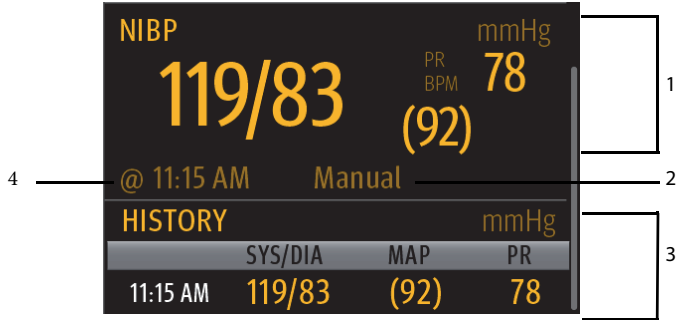 NIBP mmHg
PR
BPM 78
119/83
(92)
1
@ 11:15 AM Manual
4
2
HISTORY mmHg
SYS/DIA MAP PR
3
11:15 AM 119/83 (92) 78